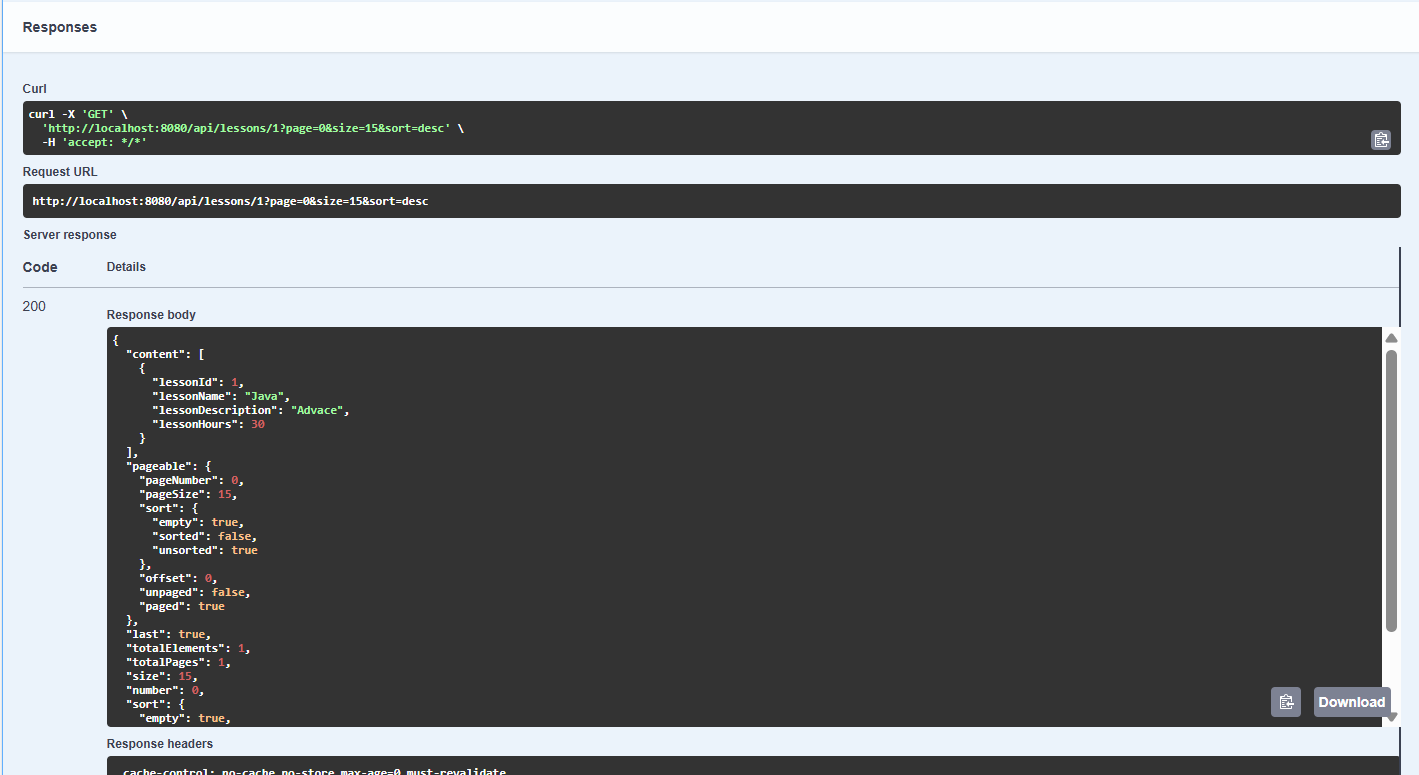 Responses
Curl
curl -X 'GET' \
  'http://localhost:8080/api/lessons/1?page=0&size=15&sort=desc' \
  -H 'accept: */*'
Request URL
http://localhost:8080/api/lessons/1?page=0&size=15&sort=desc
Server response
Code Details
200
Response body
{
  "content": [
    {
      "lessonId": 1,
      "lessonName": "Java",
      "lessonDescription": "Advace",
      "lessonHours": 30
    }
  ],
  "pageable": {
    "pageNumber": 0,
    "pageSize": 15,
    "sort": {
      "empty": true,
      "sorted": false,
      "unsorted": true
    },
    "offset": 0,
    "unpaged": false,
    "paged": true
  },
  "last": true,
  "totalElements": 1,
  "totalPages": 1,
  "size": 15,
  "number": 0,
  "sort": {
    "empty": true,
Download
Response headers
cache-control: no-cache,no-store,max-age=0,must-revalidate